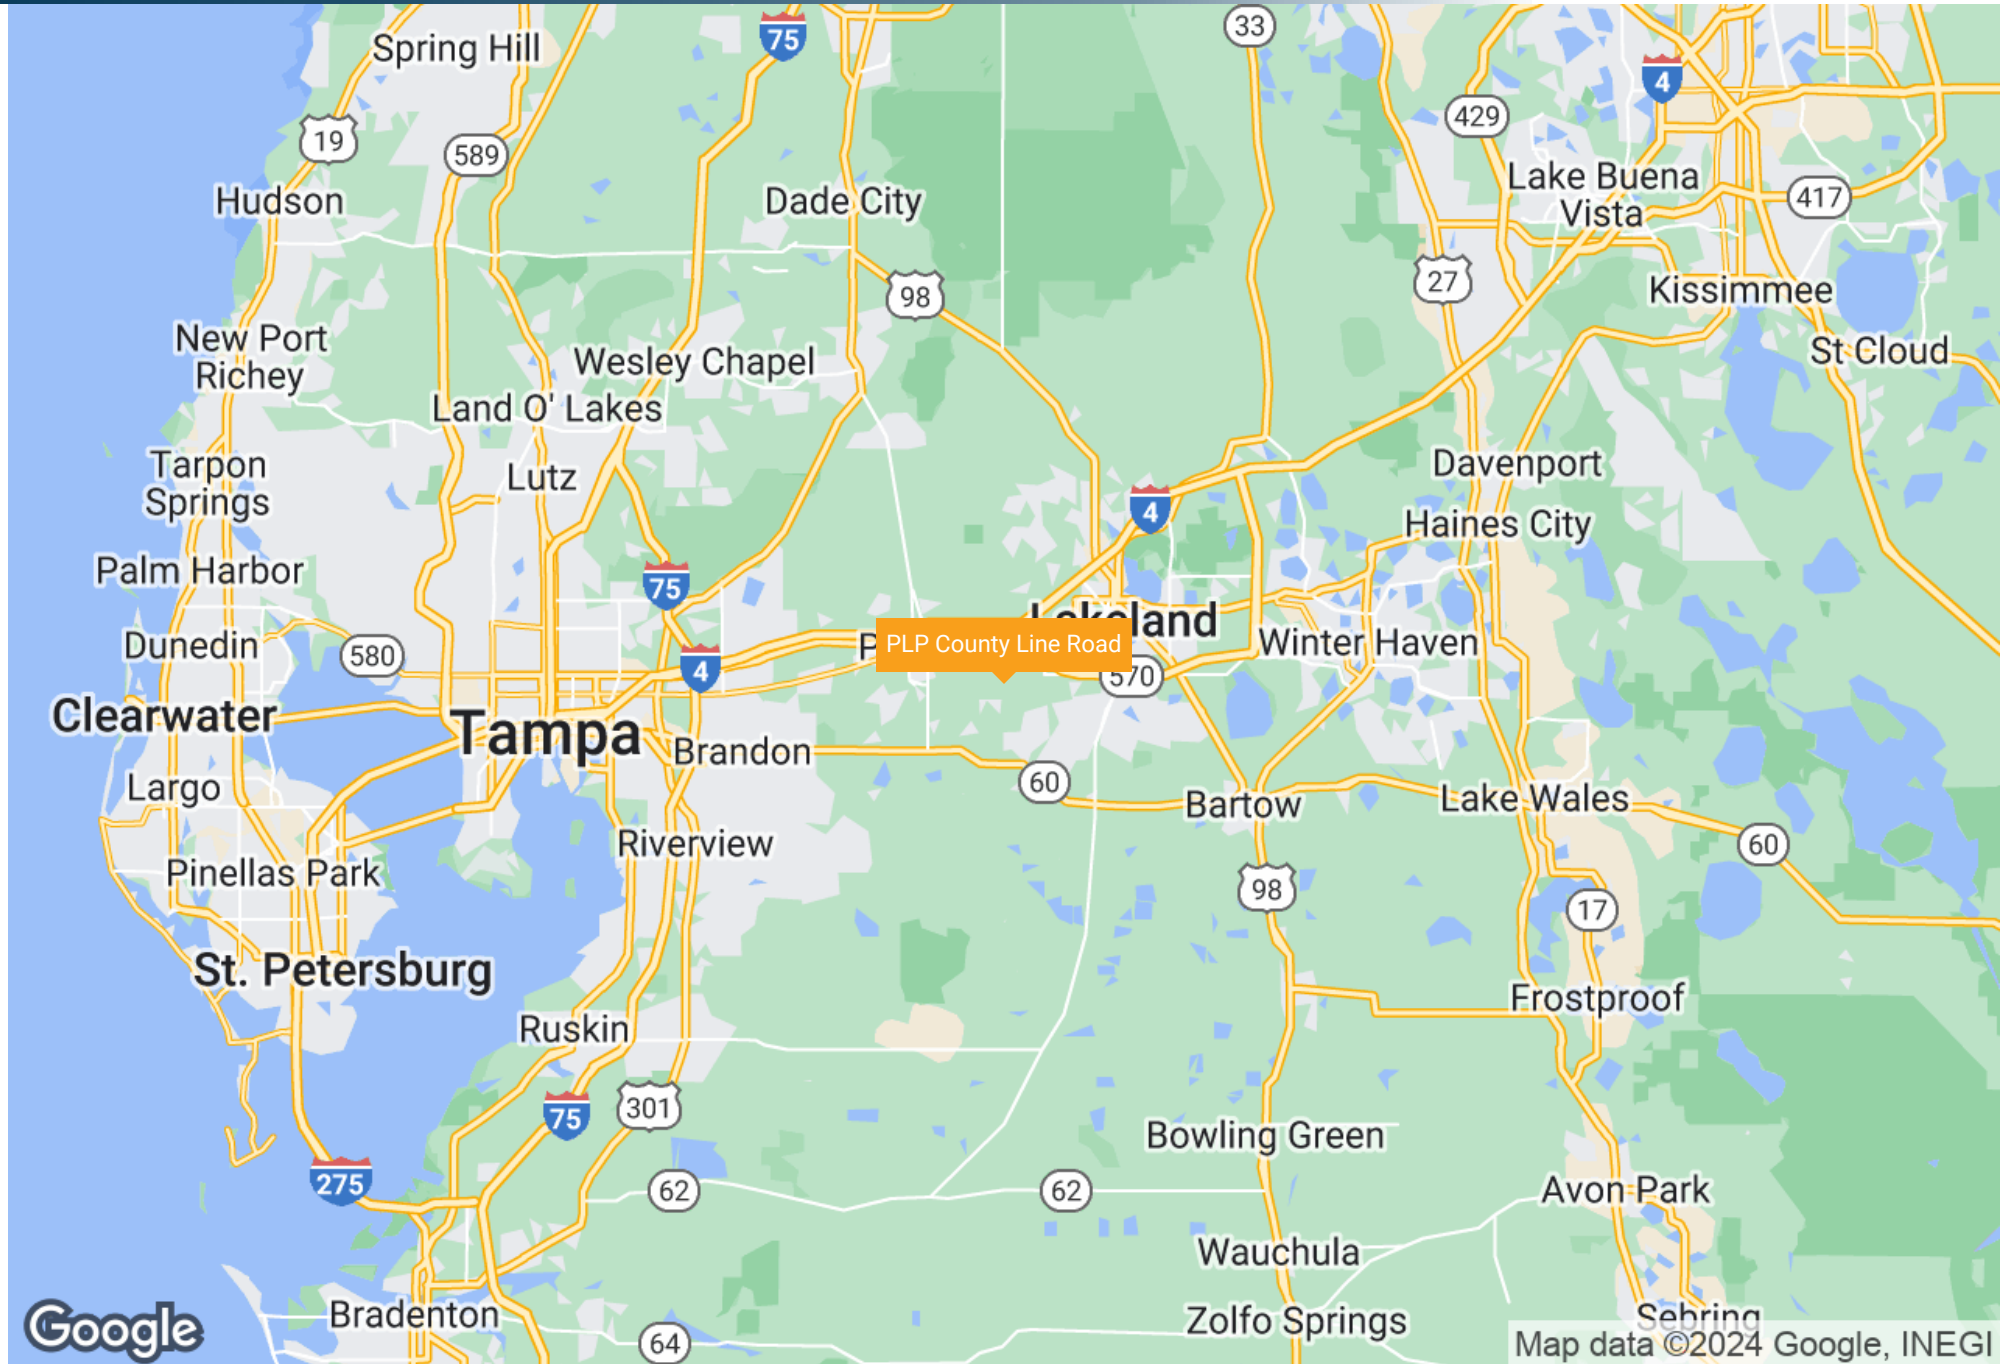 33
75
Spring Hill
4
19
429
589
Lake Buena
Vista
417
Hudson
Dade City
27
98
Kissimmee
New Port
Richey
St Cloud
Wesley Chapel
Land O' Lakes
Tarpon
Springs
Davenport
Lutz
4
Haines City
Palm Harbor
75
Lakeland
Dunedin
580
P
PLP County Line Road
Winter Haven
4
570
Clearwater
Tampa
Brandon
Largo
60
Bartow
Lake Wales
Riverview
60
Pinellas Park
98
17
St. Petersburg
Frostproof
Ruskin
301
75
Bowling Green
275
62
62
Avon Park
Wauchula
Bradenton
Zolfo Springs
Sebring
Google
64
Map data ©2024 Google, INEGI